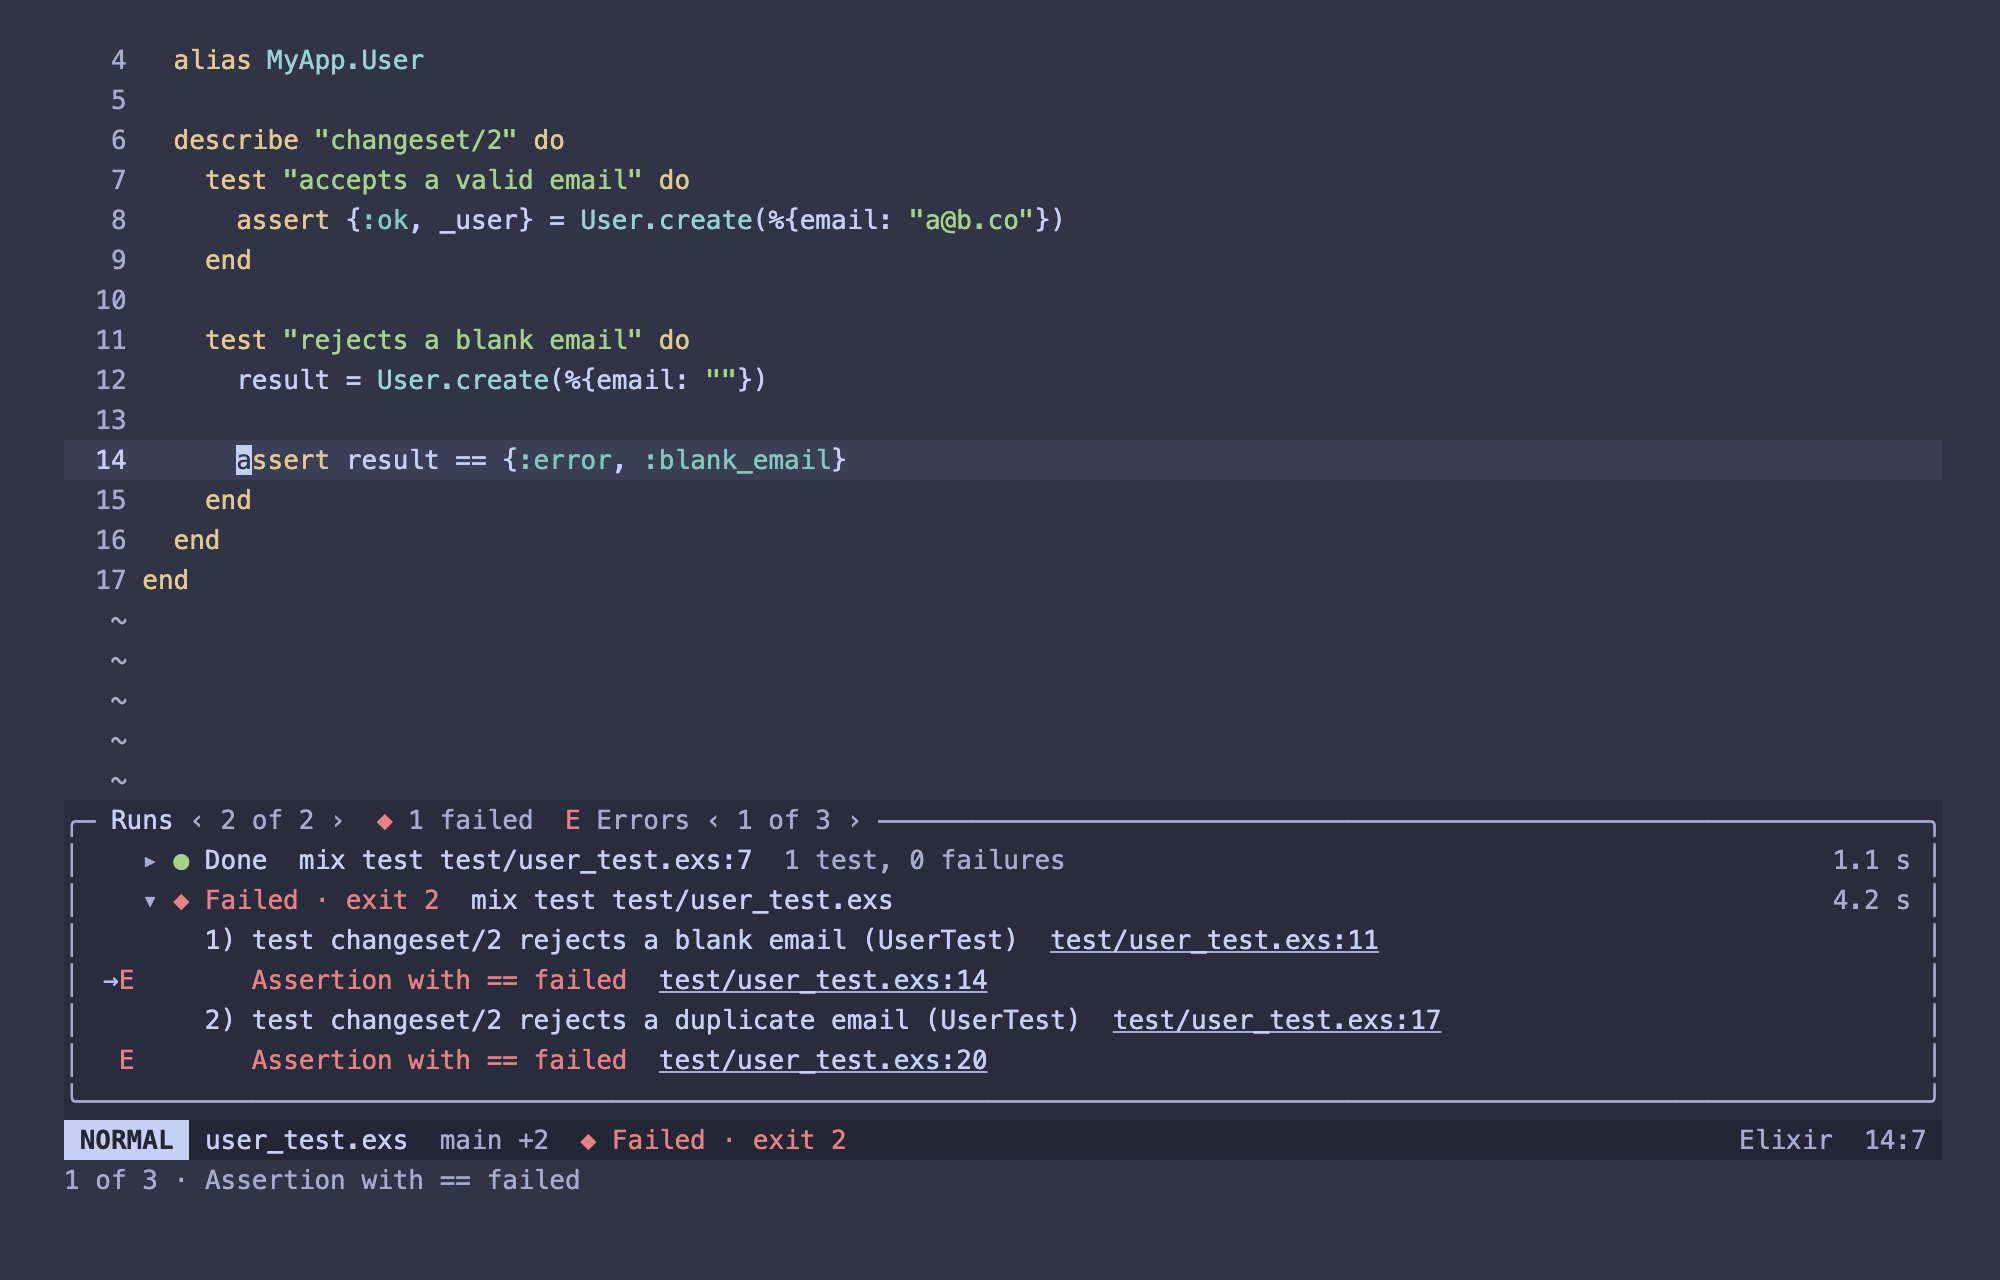 4   alias MyApp.User
5
6   describe "changeset/2" do
7     test "accepts a valid email" do
8       assert {:ok, _user} = User.create(%{email: "a@b.co"})
9     end
10
11     test "rejects a blank email" do
12       result = User.create(%{email: ""})
13
14       assert result == {:error, :blank_email}
15     end
16   end
17 end
~
~
~
~
~
Runs ‹ 2 of 2 ›  ◆ 1 failed  E Errors ‹ 1 of 3 ›
▸ ● Done  mix test test/user_test.exs:7  1 test, 0 failures  1.1 s
▾ ◆ Failed · exit 2  mix test test/user_test.exs  4.2 s
1) test changeset/2 rejects a blank email (UserTest)  test/user_test.exs:11
→E  Assertion with == failed  test/user_test.exs:14
2) test changeset/2 rejects a duplicate email (UserTest)  test/user_test.exs:17
E  Assertion with == failed  test/user_test.exs:20
NORMAL  user_test.exs  main +2  ◆ Failed · exit 2  Elixir  14:7
1 of 3 · Assertion with == failed